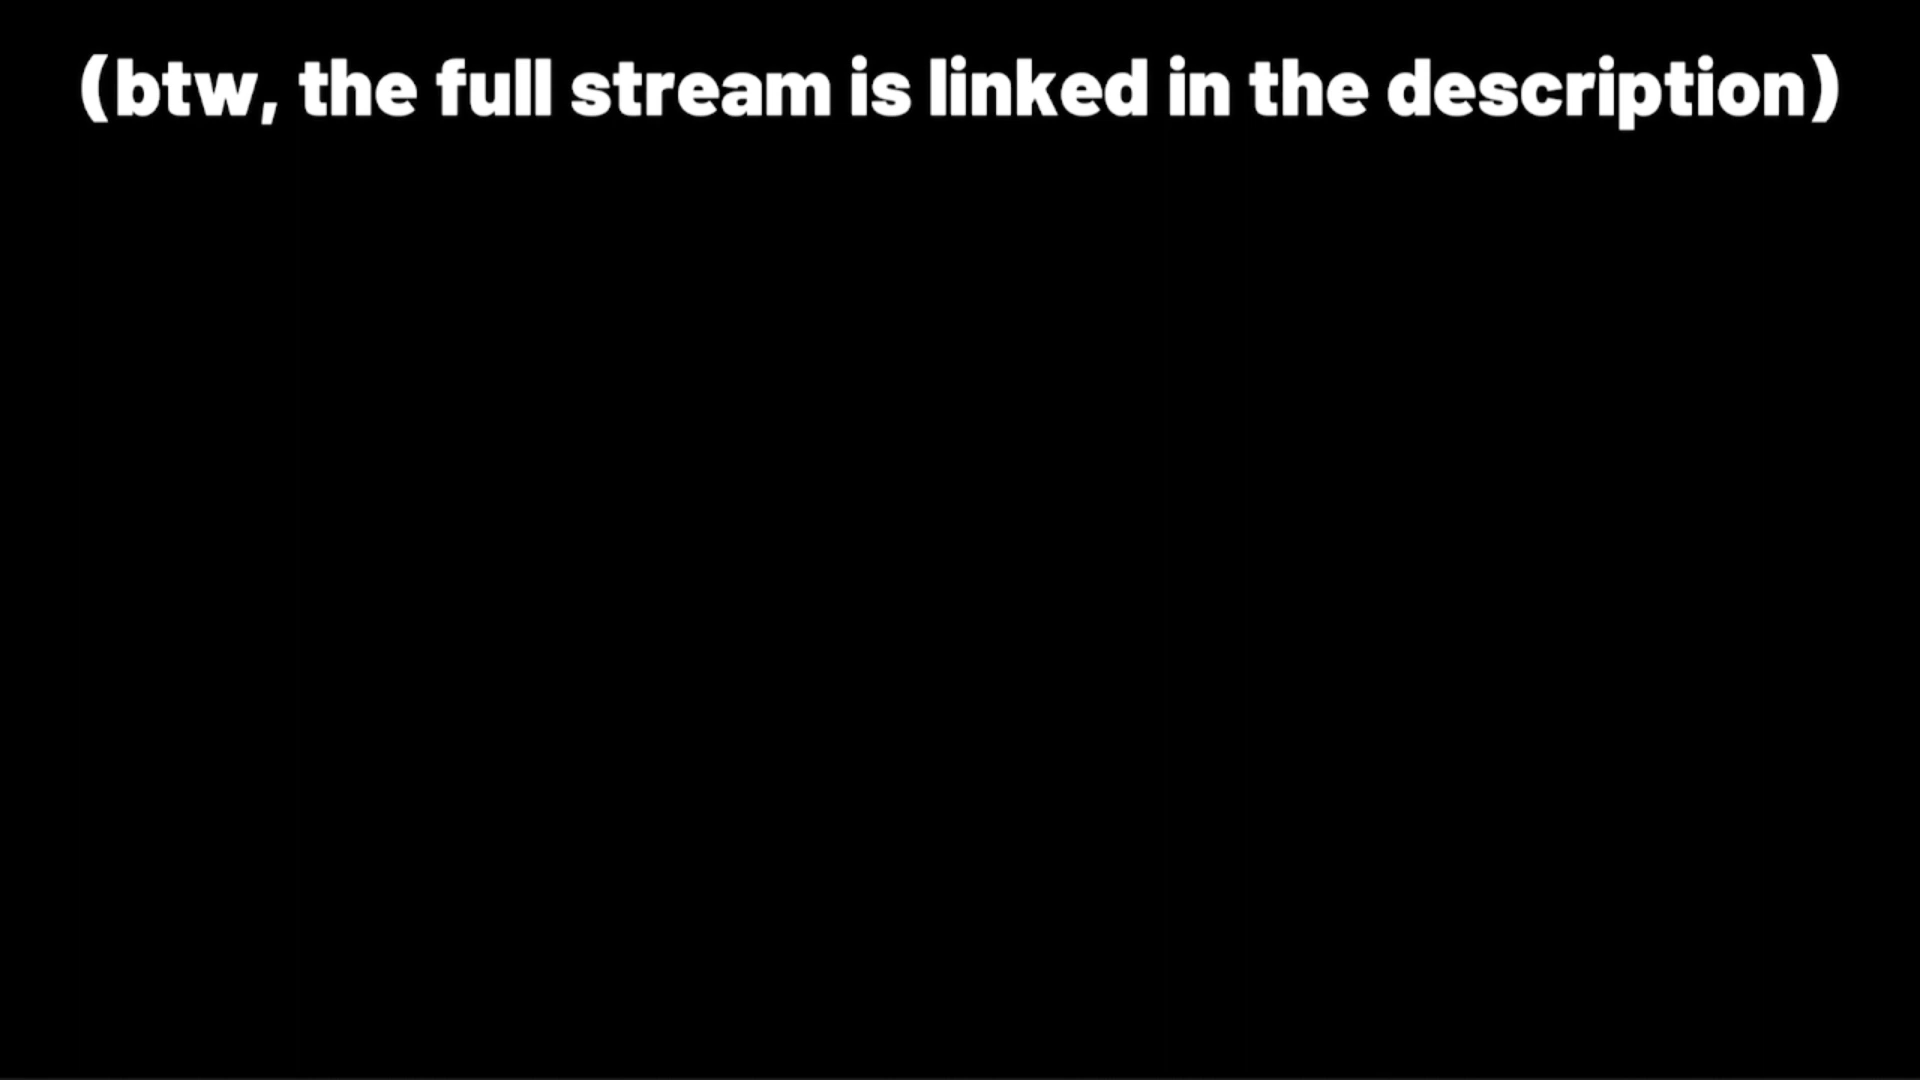 (btw, the full stream is linked in the description)